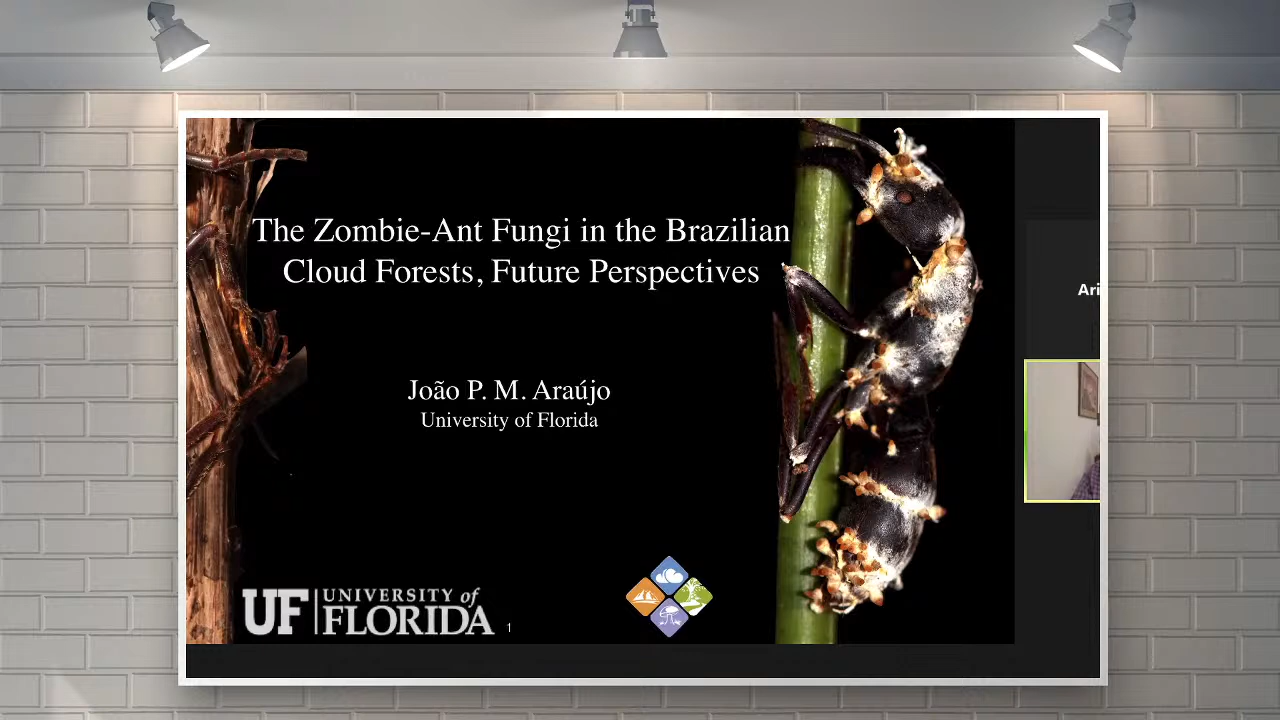 The Zombie-Ant Fungi in the Brazilian
Cloud Forests, Future Perspectives
Ari
João P. M. Araújo
University of Florida
UF UNIVERSITY of
FLORIDA
1